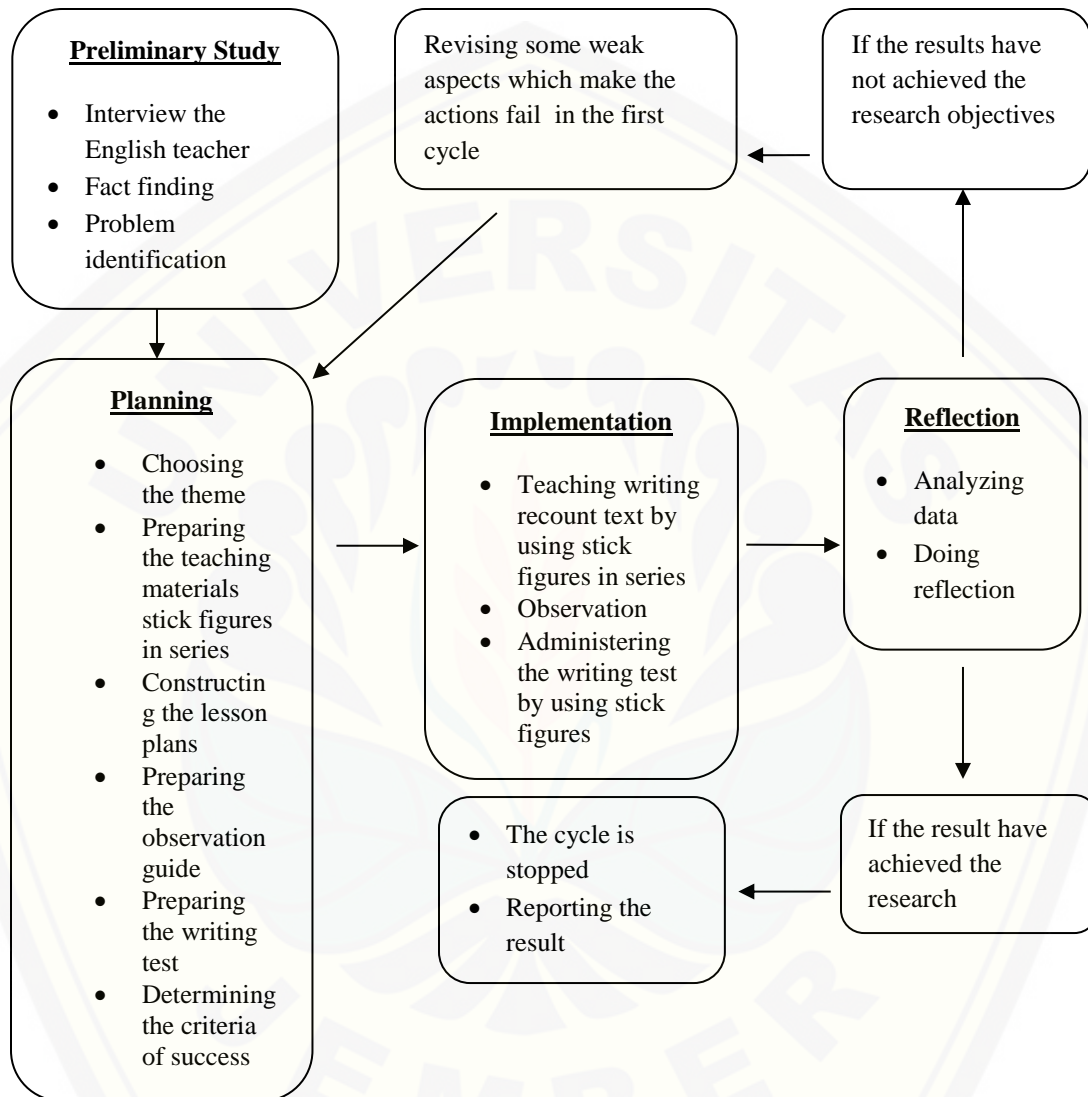 Preliminary Study
• Interview the
English teacher
• Fact finding
• Problem
identification
Revising some weak
aspects which make the
actions fail in the first
cycle
If the results have
not achieved the
research objectives
Planning
• Choosing
the theme
• Preparing
the teaching
materials
stick figures
in series
• Constructin
g the lesson
plans
• Preparing
the
observation
guide
• Preparing
the writing
test
• Determining
the criteria
of success
Implementation
• Teaching writing
recount text by
using stick
figures in series
• Observation
• Administering
the writing test
by using stick
figures
Reflection
• Analyzing
data
• Doing
reflection
• The cycle is
stopped
• Reporting the
result
If the result have
achieved the
research
UNIVERSITAS
JEMBER